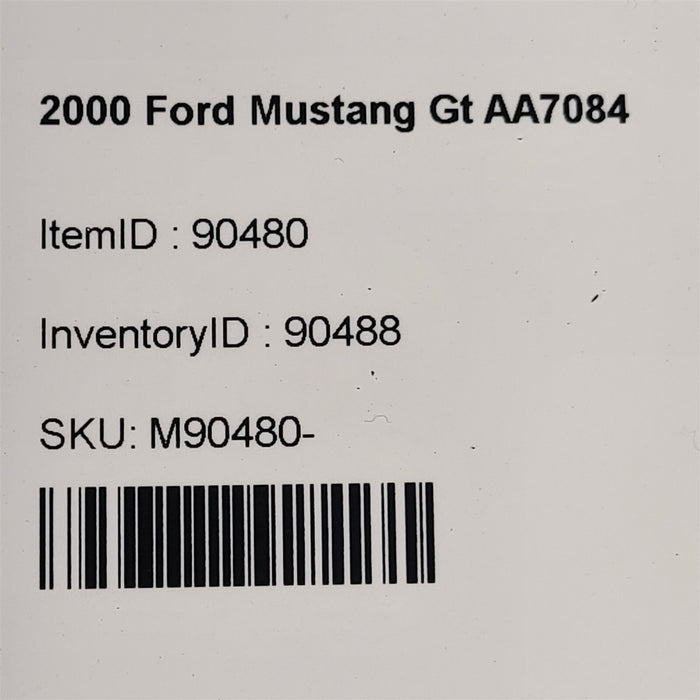 2000 Ford Mustang Gt AA7084
ItemID : 90480
InventoryID : 90488
SKU: M90480-